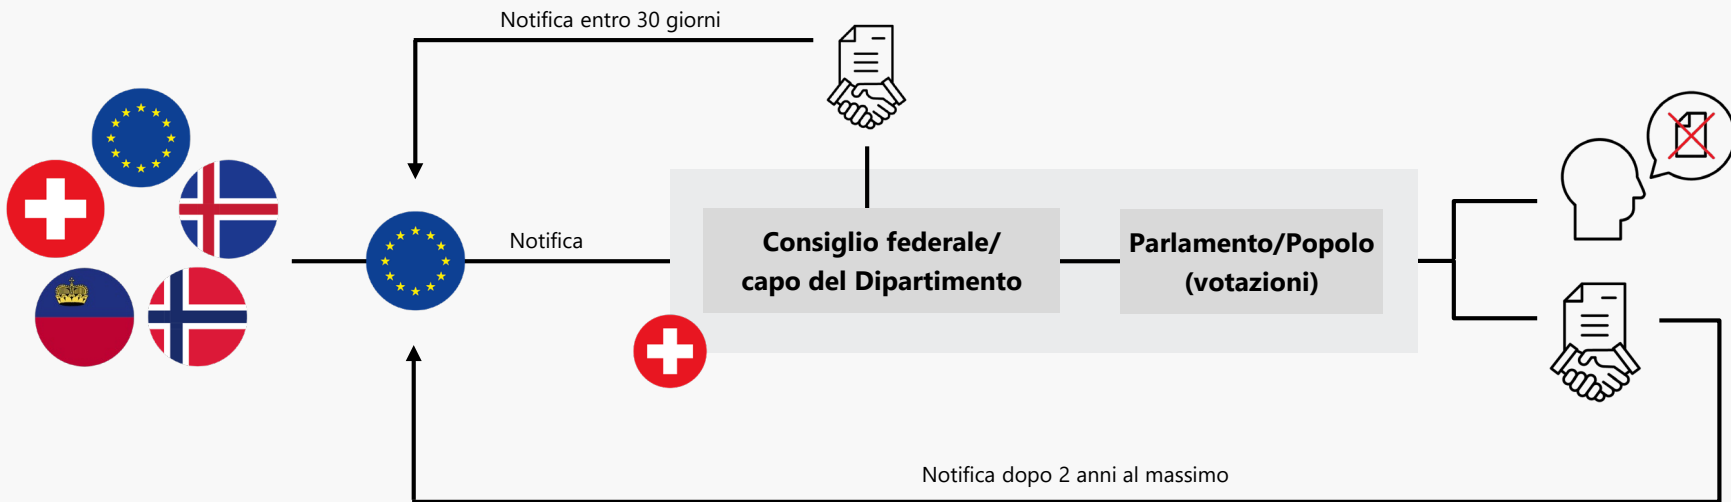 Notifica entro 30 giorni
Notifica
Consiglio federale/
capo del Dipartimento
Parlamento/Popolo
(votazioni)
Notifica dopo 2 anni al massimo